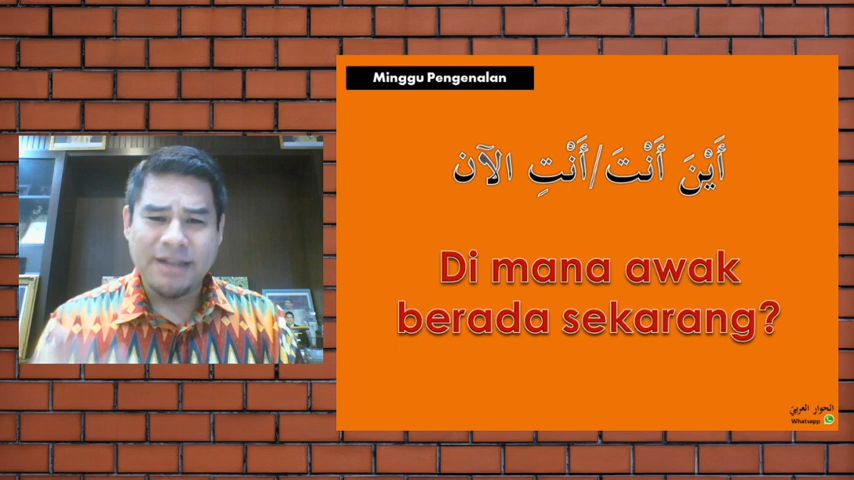 Minggu Pengenalan
أَيْنَ أَنْتَ/أَنْتِ الآن
Di mana awak
berada sekarang?
الحوار العربي
Whatsapp